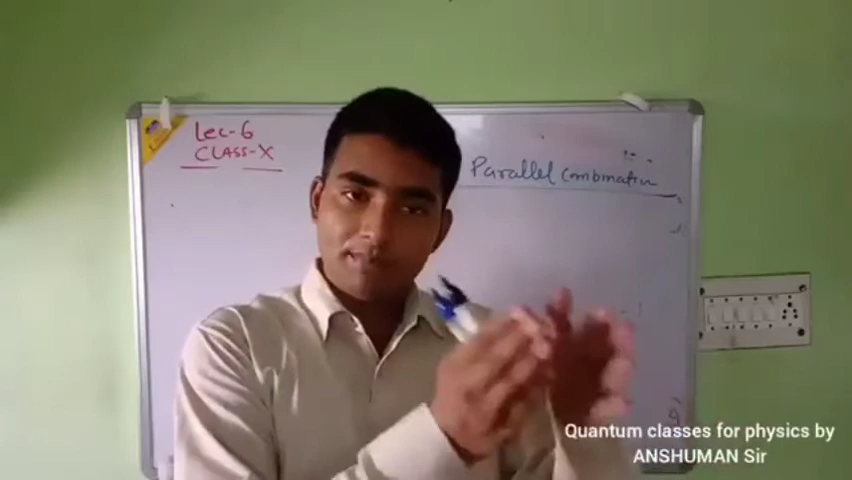 Lec-6
CLASS-X
Parallel Combination
Quantum classes for physics by
ANSHUMAN Sir